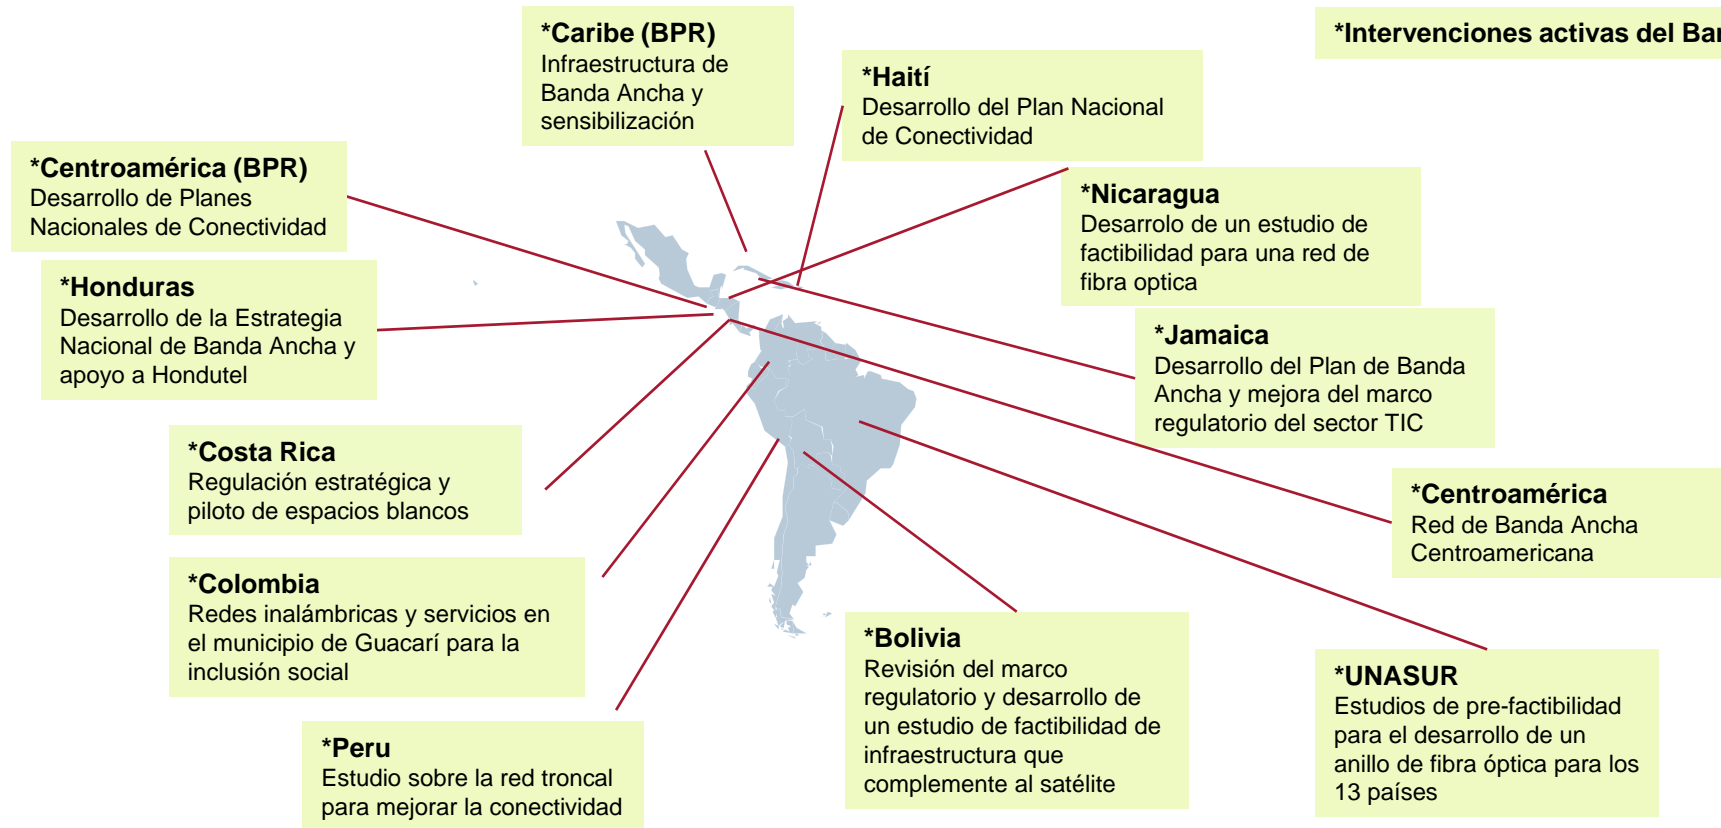 *Caribe (BPR)
Infraestructura de
Banda Ancha y
sensibilización
*Intervenciones activas del Ban
*Haití
Desarrollo del Plan Nacional
de Conectividad
*Centroamérica (BPR)
Desarrollo de Planes
Nacionales de Conectividad
*Nicaragua
Desarrolo de un estudio de
factibilidad para una red de
fibra optica
*Honduras
Desarrollo de la Estrategia
Nacional de Banda Ancha y
apoyo a Hondutel
*Jamaica
Desarrollo del Plan de Banda
Ancha y mejora del marco
regulatorio del sector TIC
*Costa Rica
Regulación estratégica y
piloto de espacios blancos
*Centroamérica
Red de Banda Ancha
Centroamericana
*Colombia
Redes inalámbricas y servicios en
el municipio de Guacarí para la
inclusión social
*Bolivia
Revisión del marco
regulatorio y desarrollo de
un estudio de factibilidad de
infraestructura que
complemente al satélite
*UNASUR
Estudios de pre-factibilidad
para el desarrollo de un
anillo de fibra óptica para los
13 países
*Peru
Estudio sobre la red troncal
para mejorar la conectividad